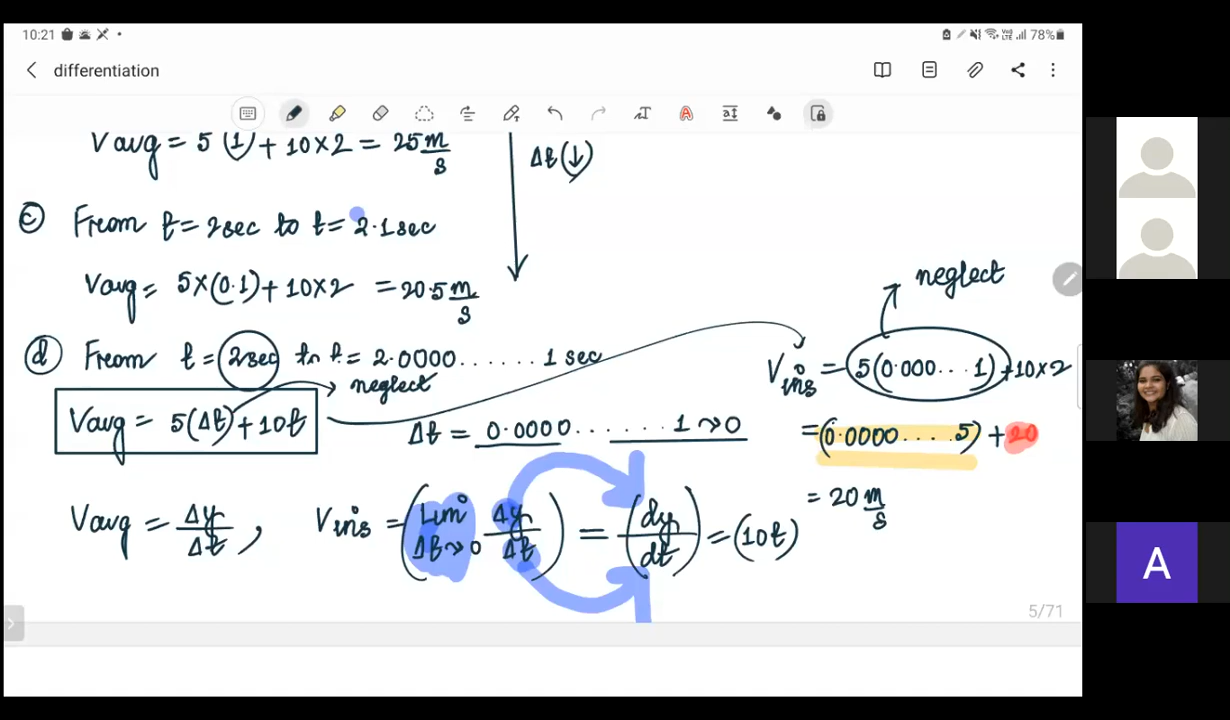 10:21 78%
differentiation
Vavg = 5(1) + 10×2 = 25 m/s
Δt(↓)
(c) From t = 2sec to t = 2.1sec
Vavg = 5×(0.1) + 10×2 = 20.5 m/s
neglect
(d) From t = 2sec to t = 2.0000......1 sec
Vins = 5(0.000...1) + 10×2
→ neglect
Vavg = 5(Δt) + 10t
Δt = 0.0000......1 → 0
= (0.0000....5) + 20
= 20 m/s
Vavg = Δy/Δt , Vins = (Lim Δt→0 Δy/Δt) = (dy/dt) = (10t)
5/71
A